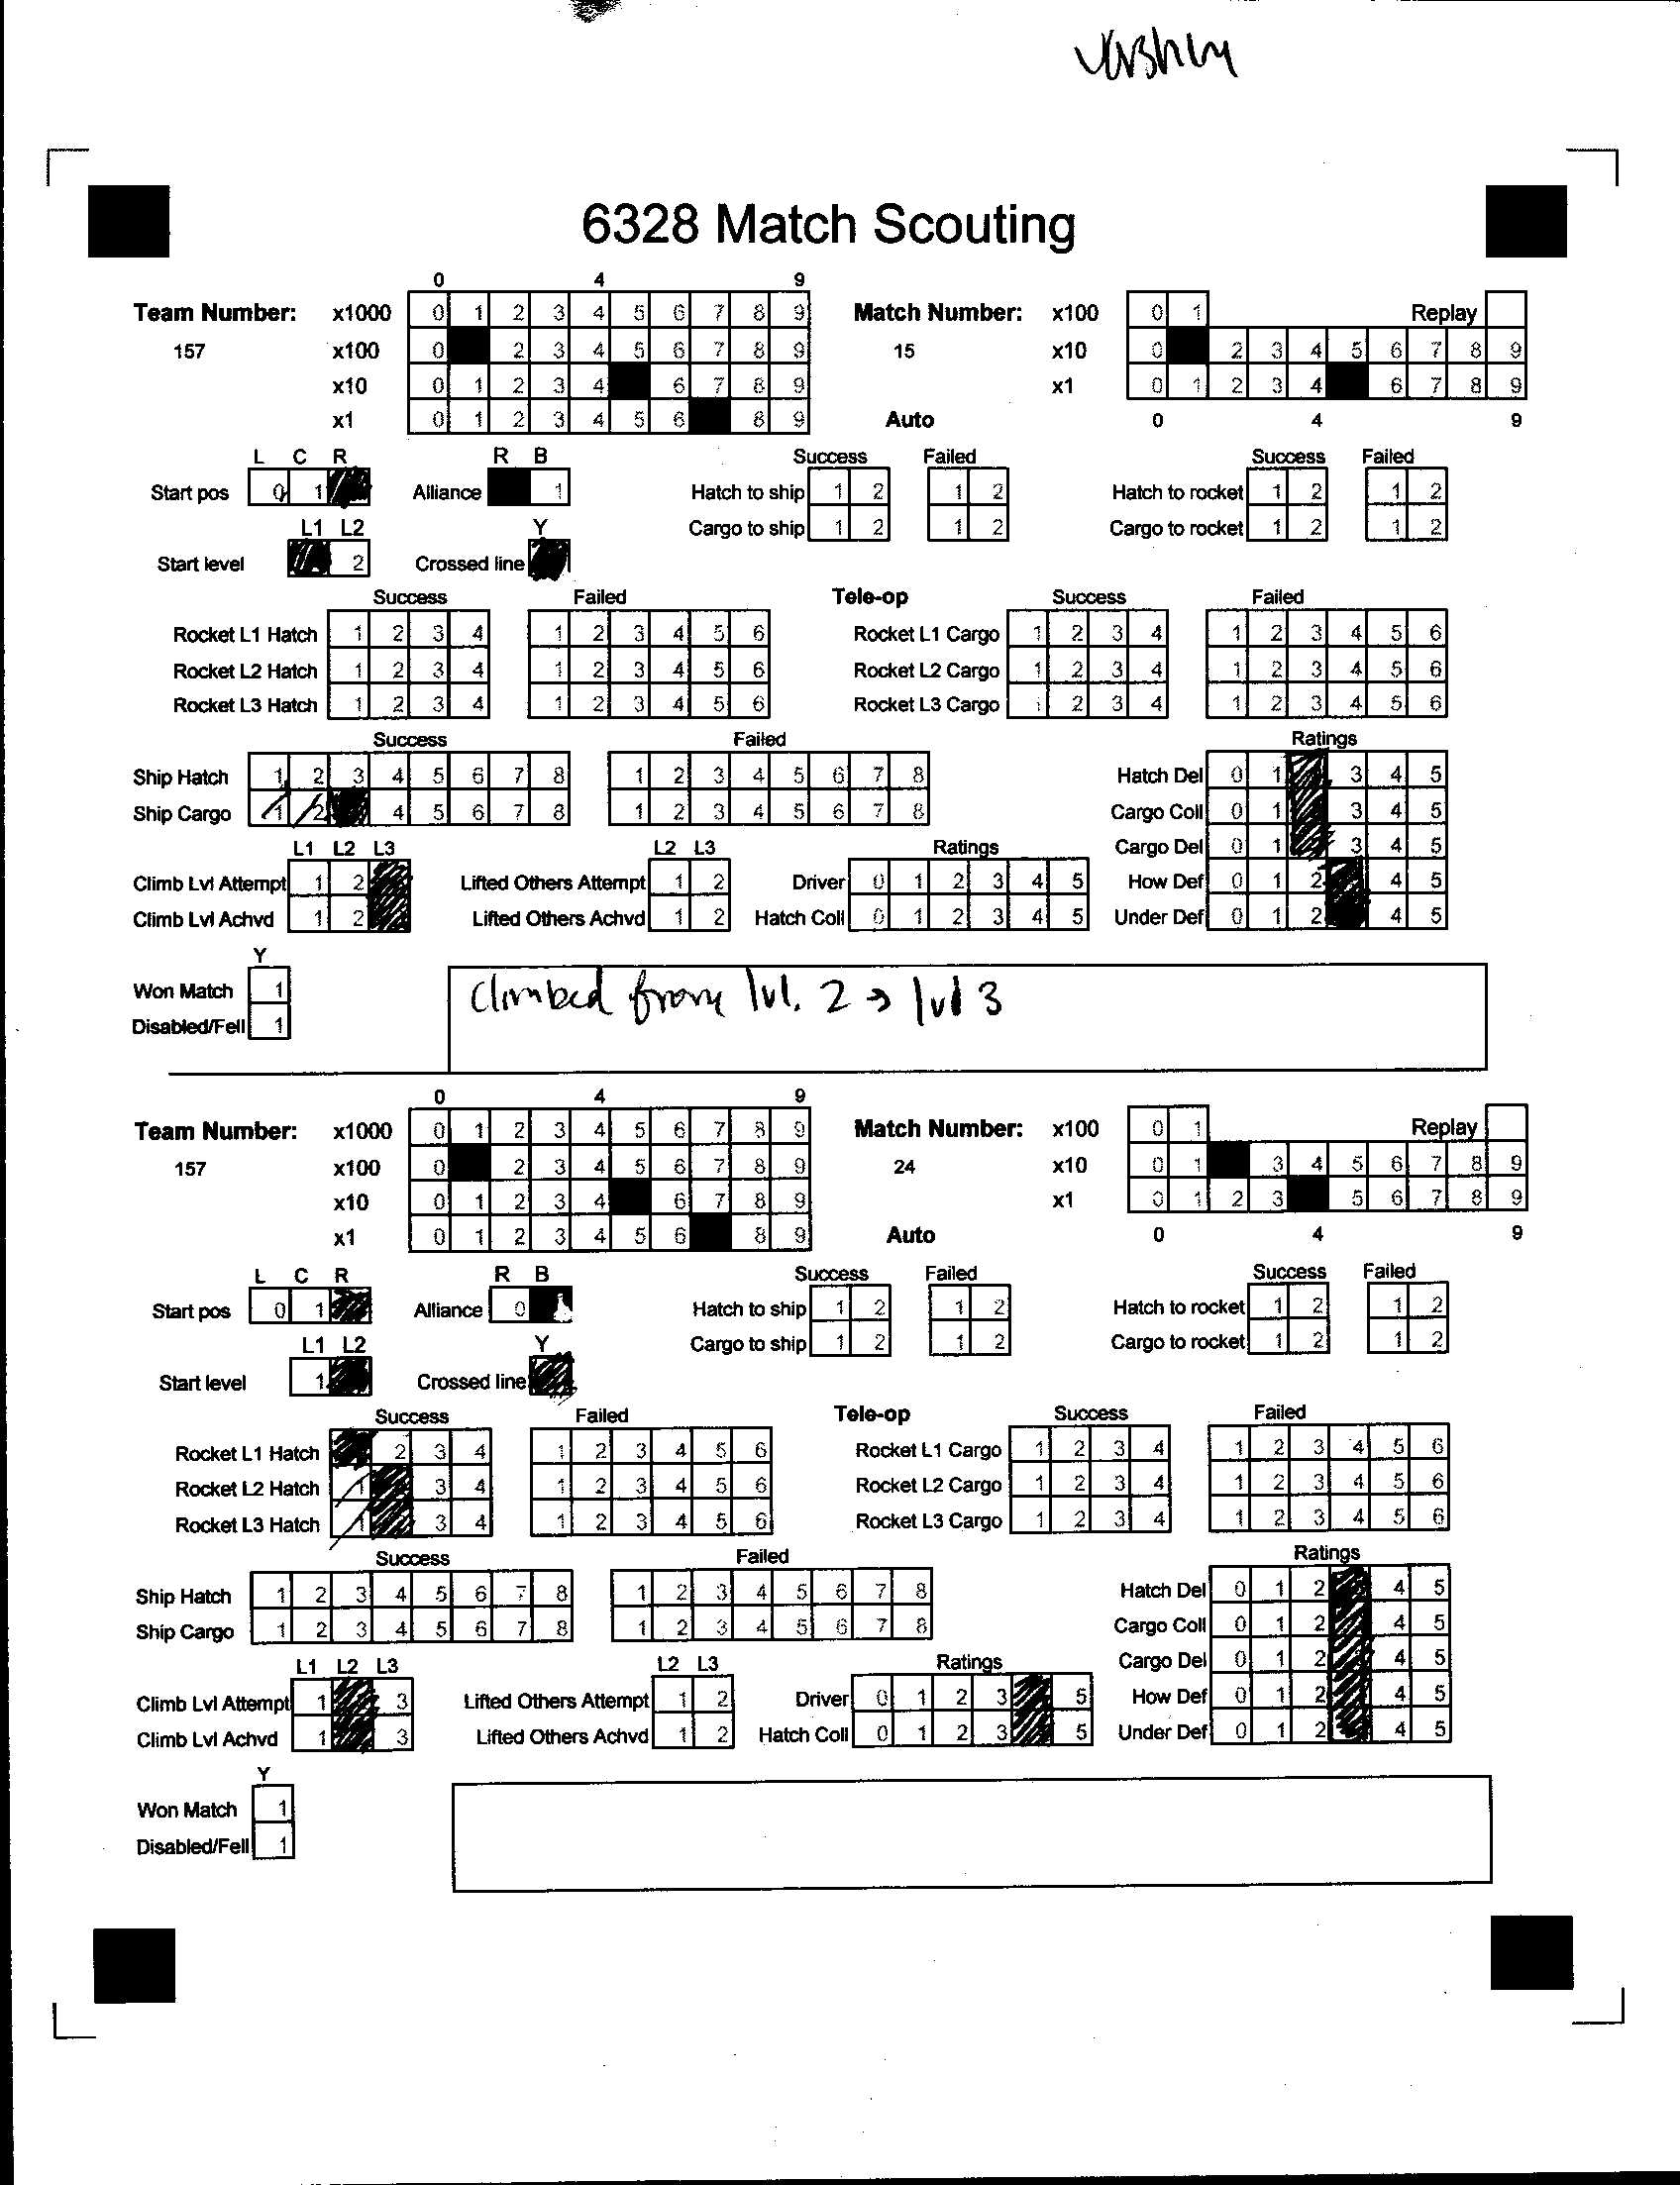 6328 Match Scouting
0 4 9
Team Number: x1000 0 1 2 3 4 5 6 7 8 9 Match Number: x100 0 1 Replay
157 x100 0 2 3 4 5 6 7 8 9 15 x10 0 2 3 4 5 6 7 8 9
x10 0 1 2 3 4 6 7 8 9 x1 0 1 2 3 4 6 7 8 9
x1 0 1 2 3 4 5 6 8 9 Auto 0 4 9
L C R R B Success Failed Success Failed
Start pos 0 1 Alliance 1 Hatch to ship 1 2 1 2 Hatch to rocket 1 2 1 2
L1 L2 Y Cargo to ship 1 2 1 2 Cargo to rocket 1 2 1 2
Start level 2 Crossed line
Success Failed Tele-op Success Failed
Rocket L1 Hatch 1 2 3 4 1 2 3 4 5 6 Rocket L1 Cargo 1 2 3 4 1 2 3 4 5 6
Rocket L2 Hatch 1 2 3 4 1 2 3 4 5 6 Rocket L2 Cargo 1 2 3 4 1 2 3 4 5 6
Rocket L3 Hatch 1 2 3 4 1 2 3 4 5 6 Rocket L3 Cargo 1 2 3 4 1 2 3 4 5 6
Success Failed Ratings
Ship Hatch 1 2 3 4 5 6 7 8 1 2 3 4 5 6 7 8 Hatch Del 0 1 3 4 5
Ship Cargo 1 2 4 5 6 7 8 1 2 3 4 5 6 7 8 Cargo Coll 0 1 3 4 5
L1 L2 L3 L2 L3 Ratings Cargo Del 0 1 3 4 5
Climb Lvl Attempt 1 2 Lifted Others Attempt 1 2 Driver 0 1 2 3 4 5 How Def 0 1 2 4 5
Climb Lvl Achvd 1 2 Lifted Others Achvd 1 2 Hatch Coll 0 1 2 3 4 5 Under Def 0 1 2 4 5
Y
Won Match 1 Climbed from lvl. 2 → lvl 3
Disabled/Fell 1
0 4 9
Team Number: x1000 0 1 2 3 4 5 6 7 8 9 Match Number: x100 0 1 Replay
157 x100 0 2 3 4 5 6 7 8 9 24 x10 0 1 3 4 5 6 7 8 9
x10 0 1 2 3 4 6 7 8 9 x1 0 1 2 3 5 6 7 8 9
x1 0 1 2 3 4 5 6 8 9 Auto 0 4 9
L C R R B Success Failed Success Failed
Start pos 0 1 Alliance 0 Hatch to ship 1 2 1 2 Hatch to rocket 1 2 1 2
L1 L2 Y Cargo to ship 1 2 1 2 Cargo to rocket 1 2 1 2
Start level 1 Crossed line
Success Failed Tele-op Success Failed
Rocket L1 Hatch 2 3 4 1 2 3 4 5 6 Rocket L1 Cargo 1 2 3 4 1 2 3 4 5 6
Rocket L2 Hatch 1 3 4 1 2 3 4 5 6 Rocket L2 Cargo 1 2 3 4 1 2 3 4 5 6
Rocket L3 Hatch 1 3 4 1 2 3 4 5 6 Rocket L3 Cargo 1 2 3 4 1 2 3 4 5 6
Success Failed Ratings
Ship Hatch 1 2 3 4 5 6 7 8 1 2 3 4 5 6 7 8 Hatch Del 0 1 2 4 5
Ship Cargo 1 2 3 4 5 6 7 8 1 2 3 4 5 6 7 8 Cargo Coll 0 1 2 4 5
L1 L2 L3 L2 L3 Ratings Cargo Del 0 1 2 4 5
Climb Lvl Attempt 1 3 Lifted Others Attempt 1 2 Driver 0 1 2 3 5 How Def 0 1 2 4 5
Climb Lvl Achvd 1 3 Lifted Others Achvd 1 2 Hatch Coll 0 1 2 3 5 Under Def 0 1 2 4 5
Y
Won Match 1
Disabled/Fell 1